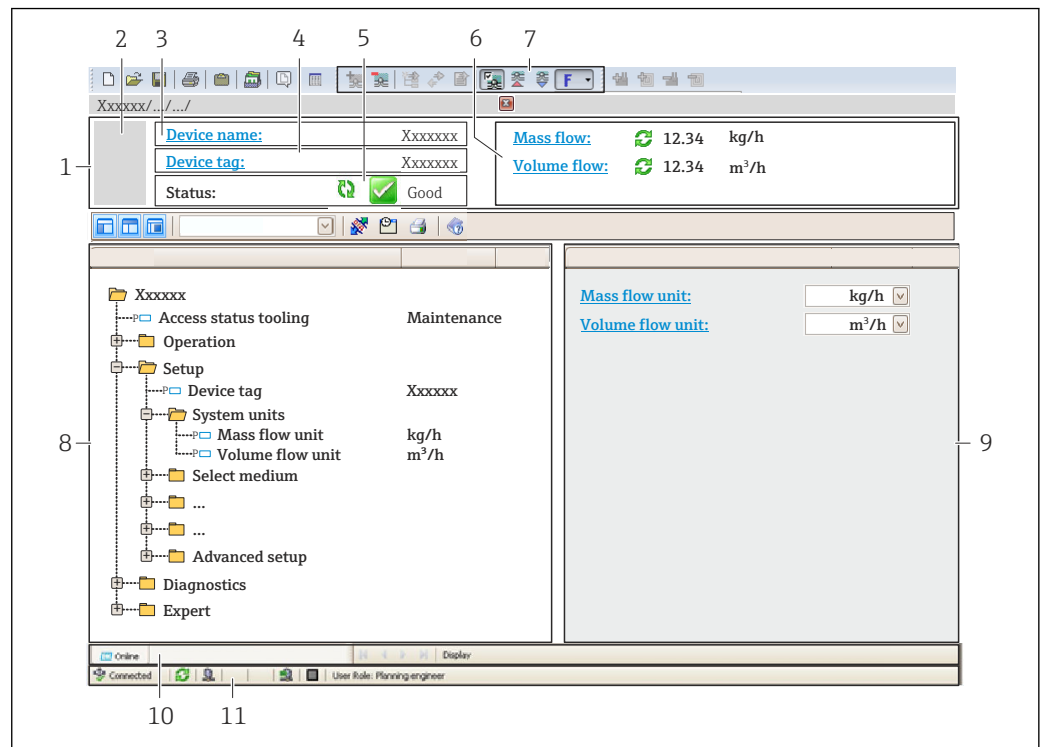 2 3 4 5 6 7
F
Xxxxxx/.../.../
1
Device name: Xxxxxxx
Device tag: Xxxxxxx
Status: Good
Mass flow: 12.34 kg/h
Volume flow: 12.34 m³/h
Xxxxxx
P Access status tooling Maintenance
Operation
Setup
P Device tag Xxxxxx
System units
P Mass flow unit kg/h
P Volume flow unit m³/h
Select medium
...
...
Advanced setup
Diagnostics
Expert
8
Mass flow unit: kg/h
Volume flow unit: m³/h
9
Online Display
Connected User Role: Planning engineer
10 11